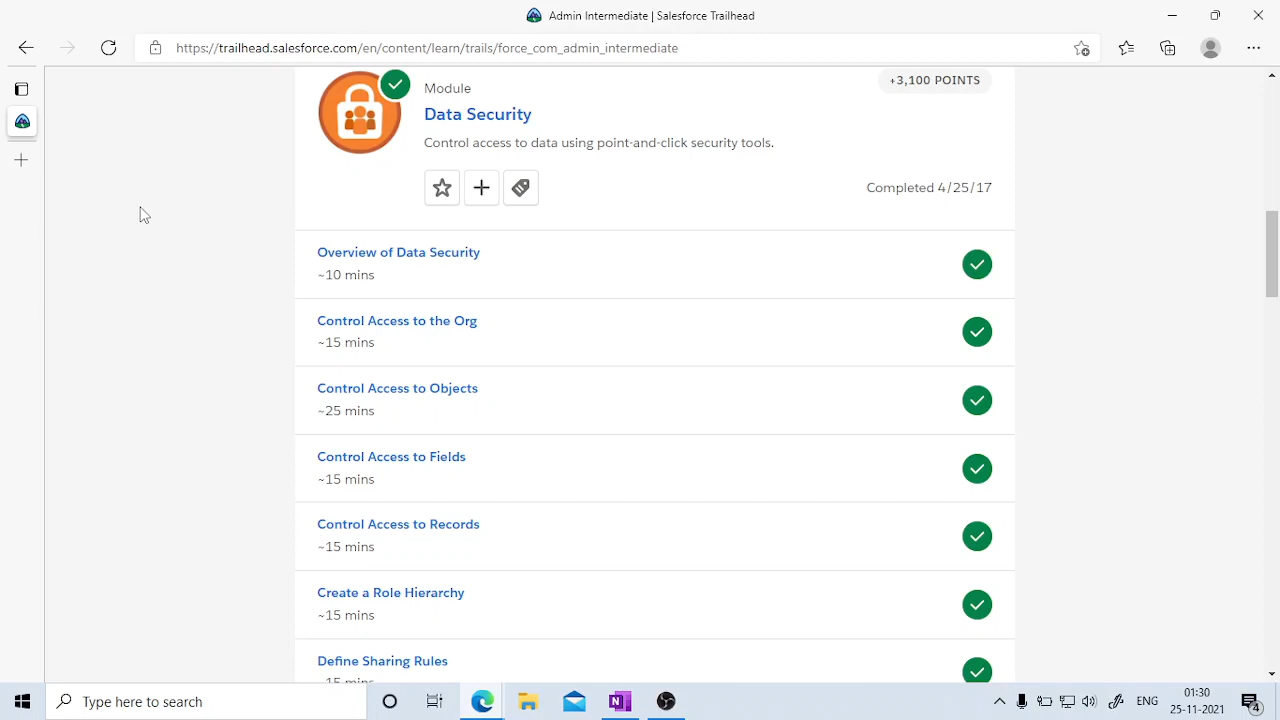 Admin Intermediate | Salesforce Trailhead
https://trailhead.salesforce.com/en/content/learn/trails/force_com_admin_intermediate
+3,100 POINTS
Module
Data Security
Control access to data using point-and-click security tools.
Completed 4/25/17
Overview of Data Security
~10 mins
Control Access to the Org
~15 mins
Control Access to Objects
~25 mins
Control Access to Fields
~15 mins
Control Access to Records
~15 mins
Create a Role Hierarchy
~15 mins
Define Sharing Rules
~15 mins
Type here to search
N
ENG
01:30
25-11-2021
4